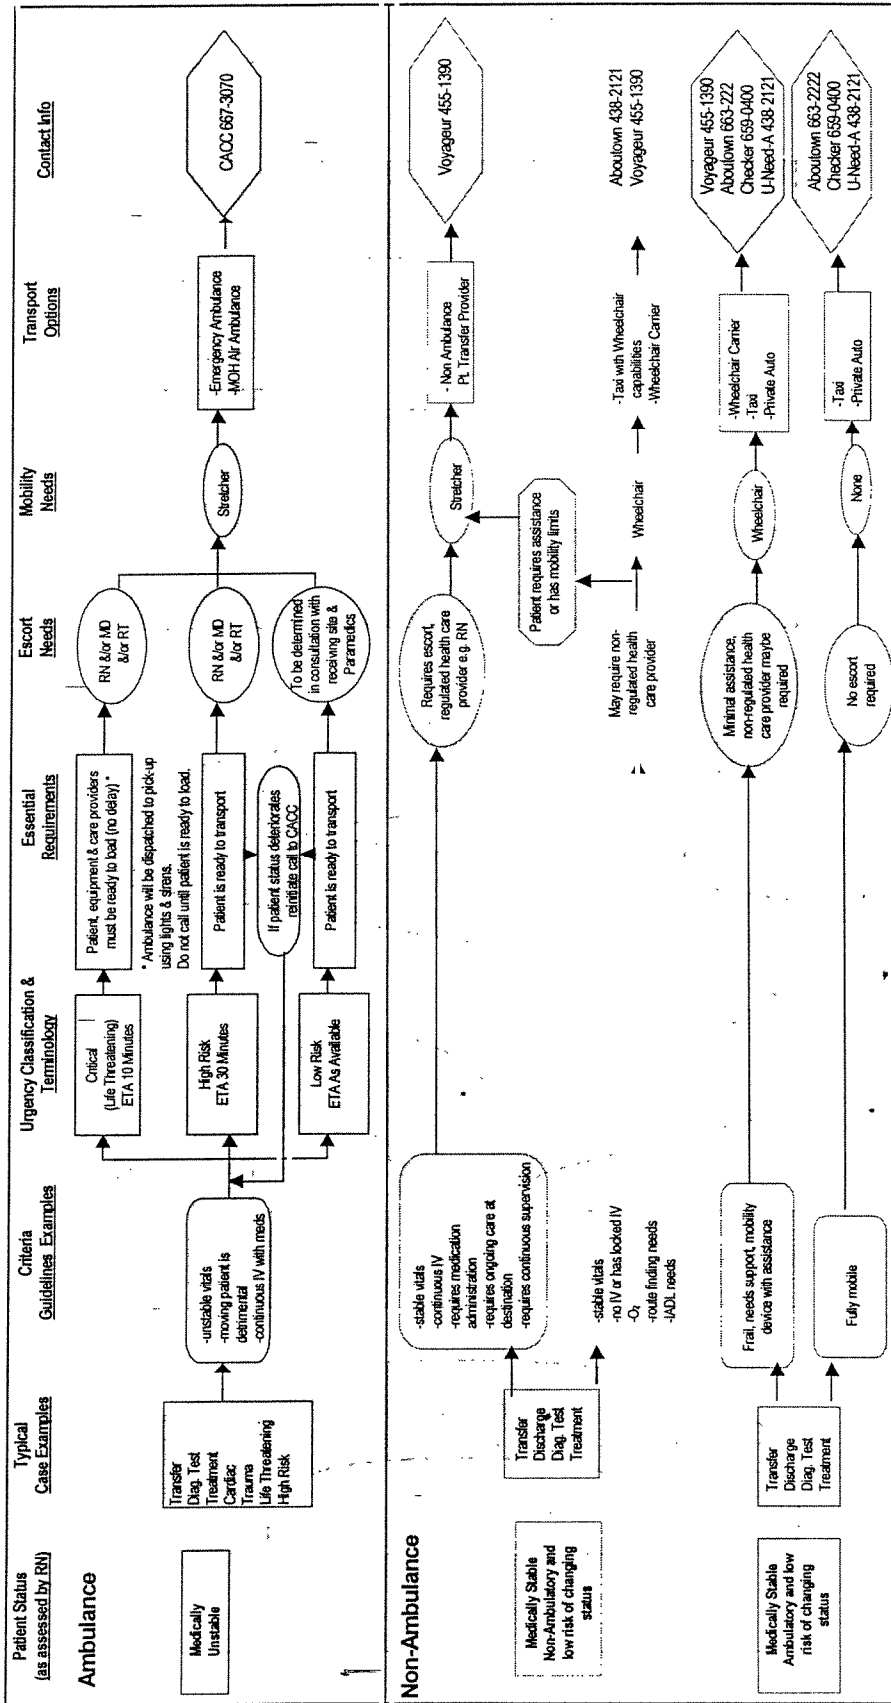 Patient Status
(as assessed by RN)
Typical
Case Examples
Criteria
Guidelines Examples
Urgency Classification &
Terminology
Essential
Requirements
Escort
Needs
Mobility
Needs
Transport
Options
Contact Info
Ambulance
Medically
Unstable
Transfer
Diag. Test
Treatment
Cardiac
Trauma
Life Threatening
High Risk
-unstable vitals
-moving patient is
detrimental
-continuous IV with meds
Critical
(Life Threatening)
ETA 10 Minutes
Patient, equipment & care providers
must be ready to load (no delay) *
* Ambulance will be dispatched to pick-up
using lights & sirens.
Do not call until patient is ready to load.
RN &/or MD
&/or RT
High Risk
ETA 30 Minutes
Patient is ready to transport
RN &/or MD
&/or RT
If patient status deteriorates
reinitiate call to CACC
Low Risk
ETA As Available
Patient is ready to transport
To be determined
in consultation with
receiving site &
Paramedics
Stretcher
-Emergency Ambulance
-MOH Air Ambulance
CACC 667-3070
Non-Ambulance
Medically Stable
Non-Ambulatory and
low risk of changing
status
Transfer
Discharge
Diag. Test
Treatment
-stable vitals
-continuous IV
-requires medication
administration
-requires ongoing care at
destination
-requires continuous supervision
Requires escort,
regulated health care
provider e.g. RN
Stretcher
- Non Ambulance
Pt. Transfer Provider
Voyageur 455-1390
Patient requires assistance
or has mobility limits
-stable vitals
-no IV or has locked IV
-O₂
-route finding needs
-IADL needs
May require non-
regulated health
care provider
Wheelchair
-Taxi with Wheelchair
capabilities
-Wheelchair Carrier
Aboutown 438-2121
Voyageur 455-1390
Medically Stable
Ambulatory and low
risk of changing
status
Transfer
Discharge
Diag. Test
Treatment
Frail, needs support, mobility
device with assistance
Minimal assistance,
non-regulated health
care provider maybe
required
Wheelchair
-Wheelchair Carrier
-Taxi
-Private Auto
Voyageur 455-1390
Aboutown 663-222
Checker 659-0400
U-Need-A 438-2121
Fully mobile
No escort
required
None
-Taxi
-Private Auto
Aboutown 663-2222
Checker 659-0400
U-Need-A 438-2121